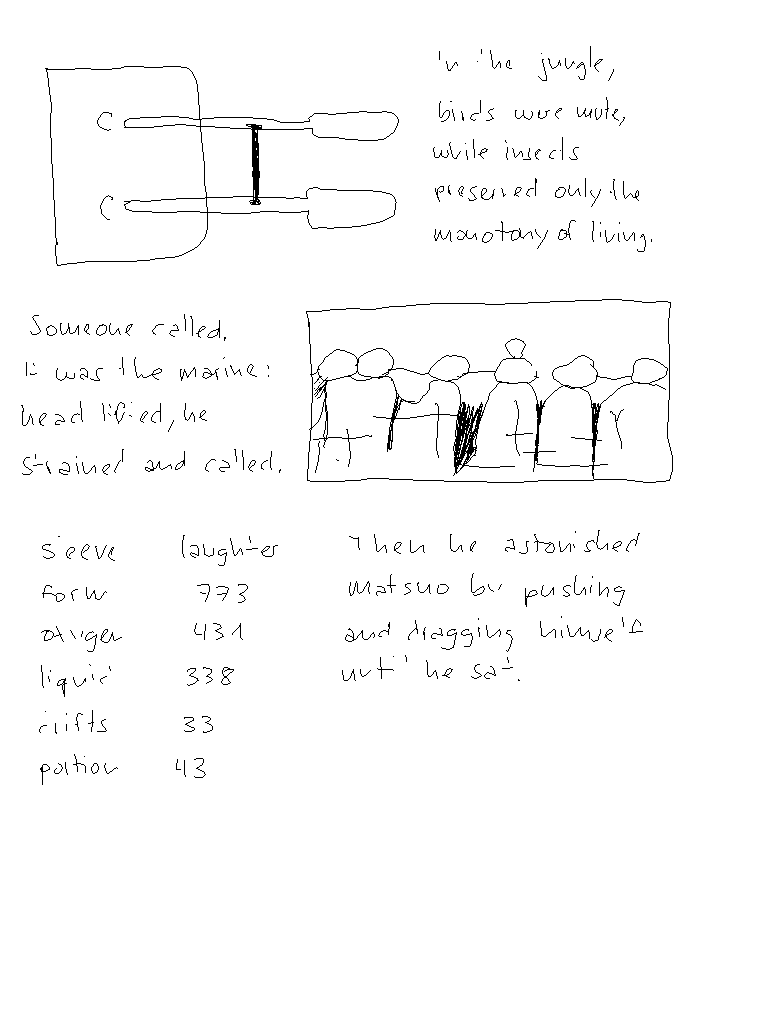 C
C
In the jungle,
birds were mute,
while insects
preserved only the
monotony of living.
Someone called.
It was the marine:
head lifted, he
strained and called.
sleeve laughter
form 773
oxygen 431
liquid 338
drifts 33
portion 43
Then he astonished
Matsuo by pushing
and dragging himself
until he sat.